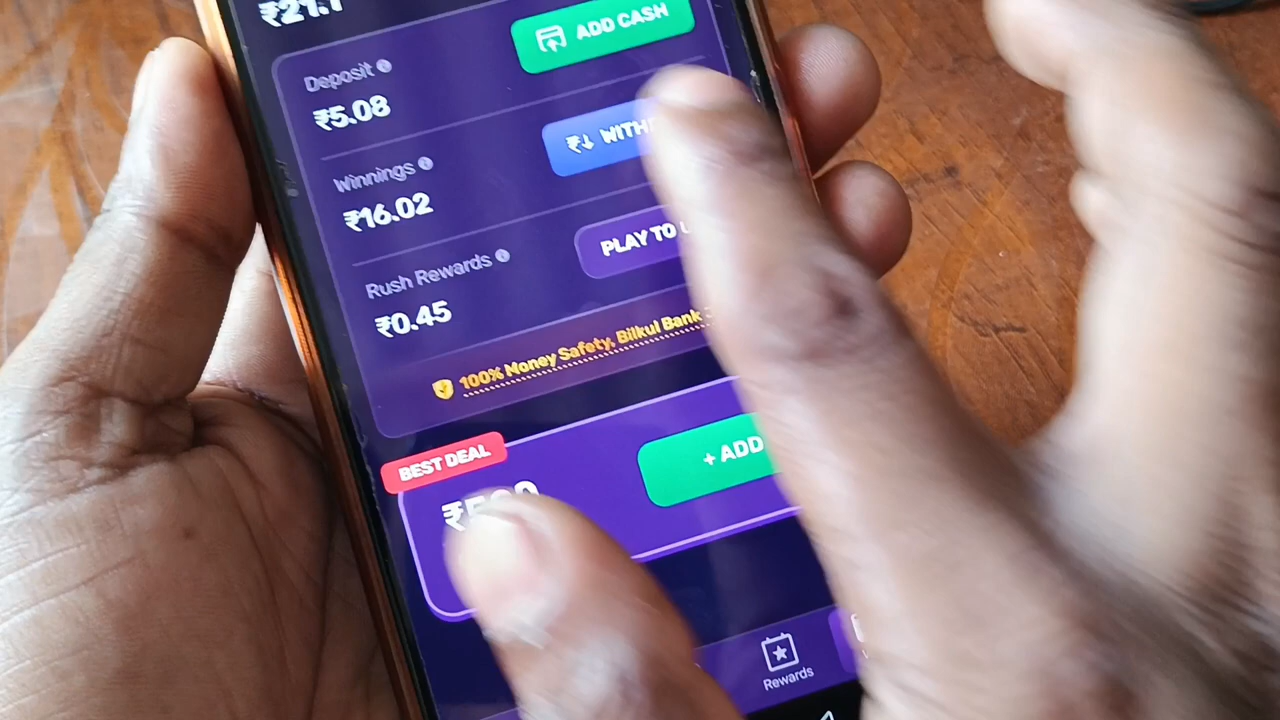 ₹21.1
ADD CASH
Deposit
₹5.08
Winnings
₹16.02
Rush Rewards
₹0.45
PLAY TO
100% Money Safety, Bilkul Bank
BEST DEAL
+ ADD
Rewards